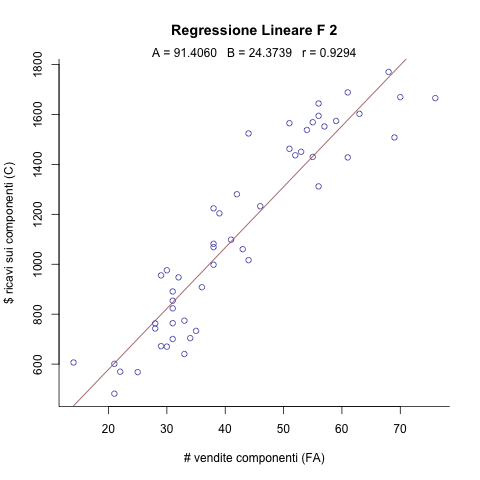 Regressione Lineare F 2
A = 91.4060 B = 24.3739 r = 0.9294
$ ricavi sui componenti (C)
1800
1600
1400
1200
1000
800
600
20 30 40 50 60 70
# vendite componenti (FA)